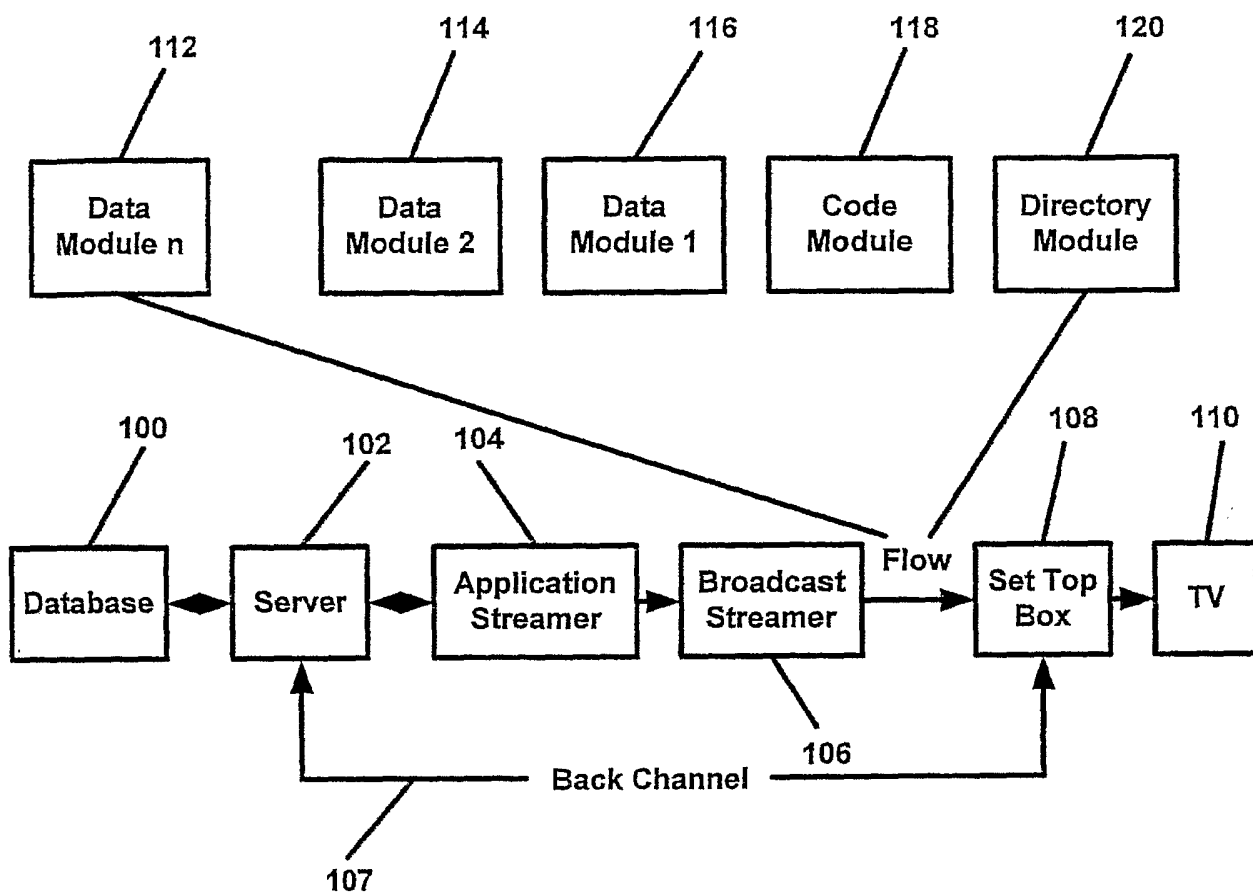 112
114
116
118
120
Data
Module n
Data
Module 2
Data
Module 1
Code
Module
Directory
Module
100
102
104
108
110
Flow
Database
Server
Application
Streamer
Broadcast
Streamer
Set Top
Box
TV
106
Back Channel
107